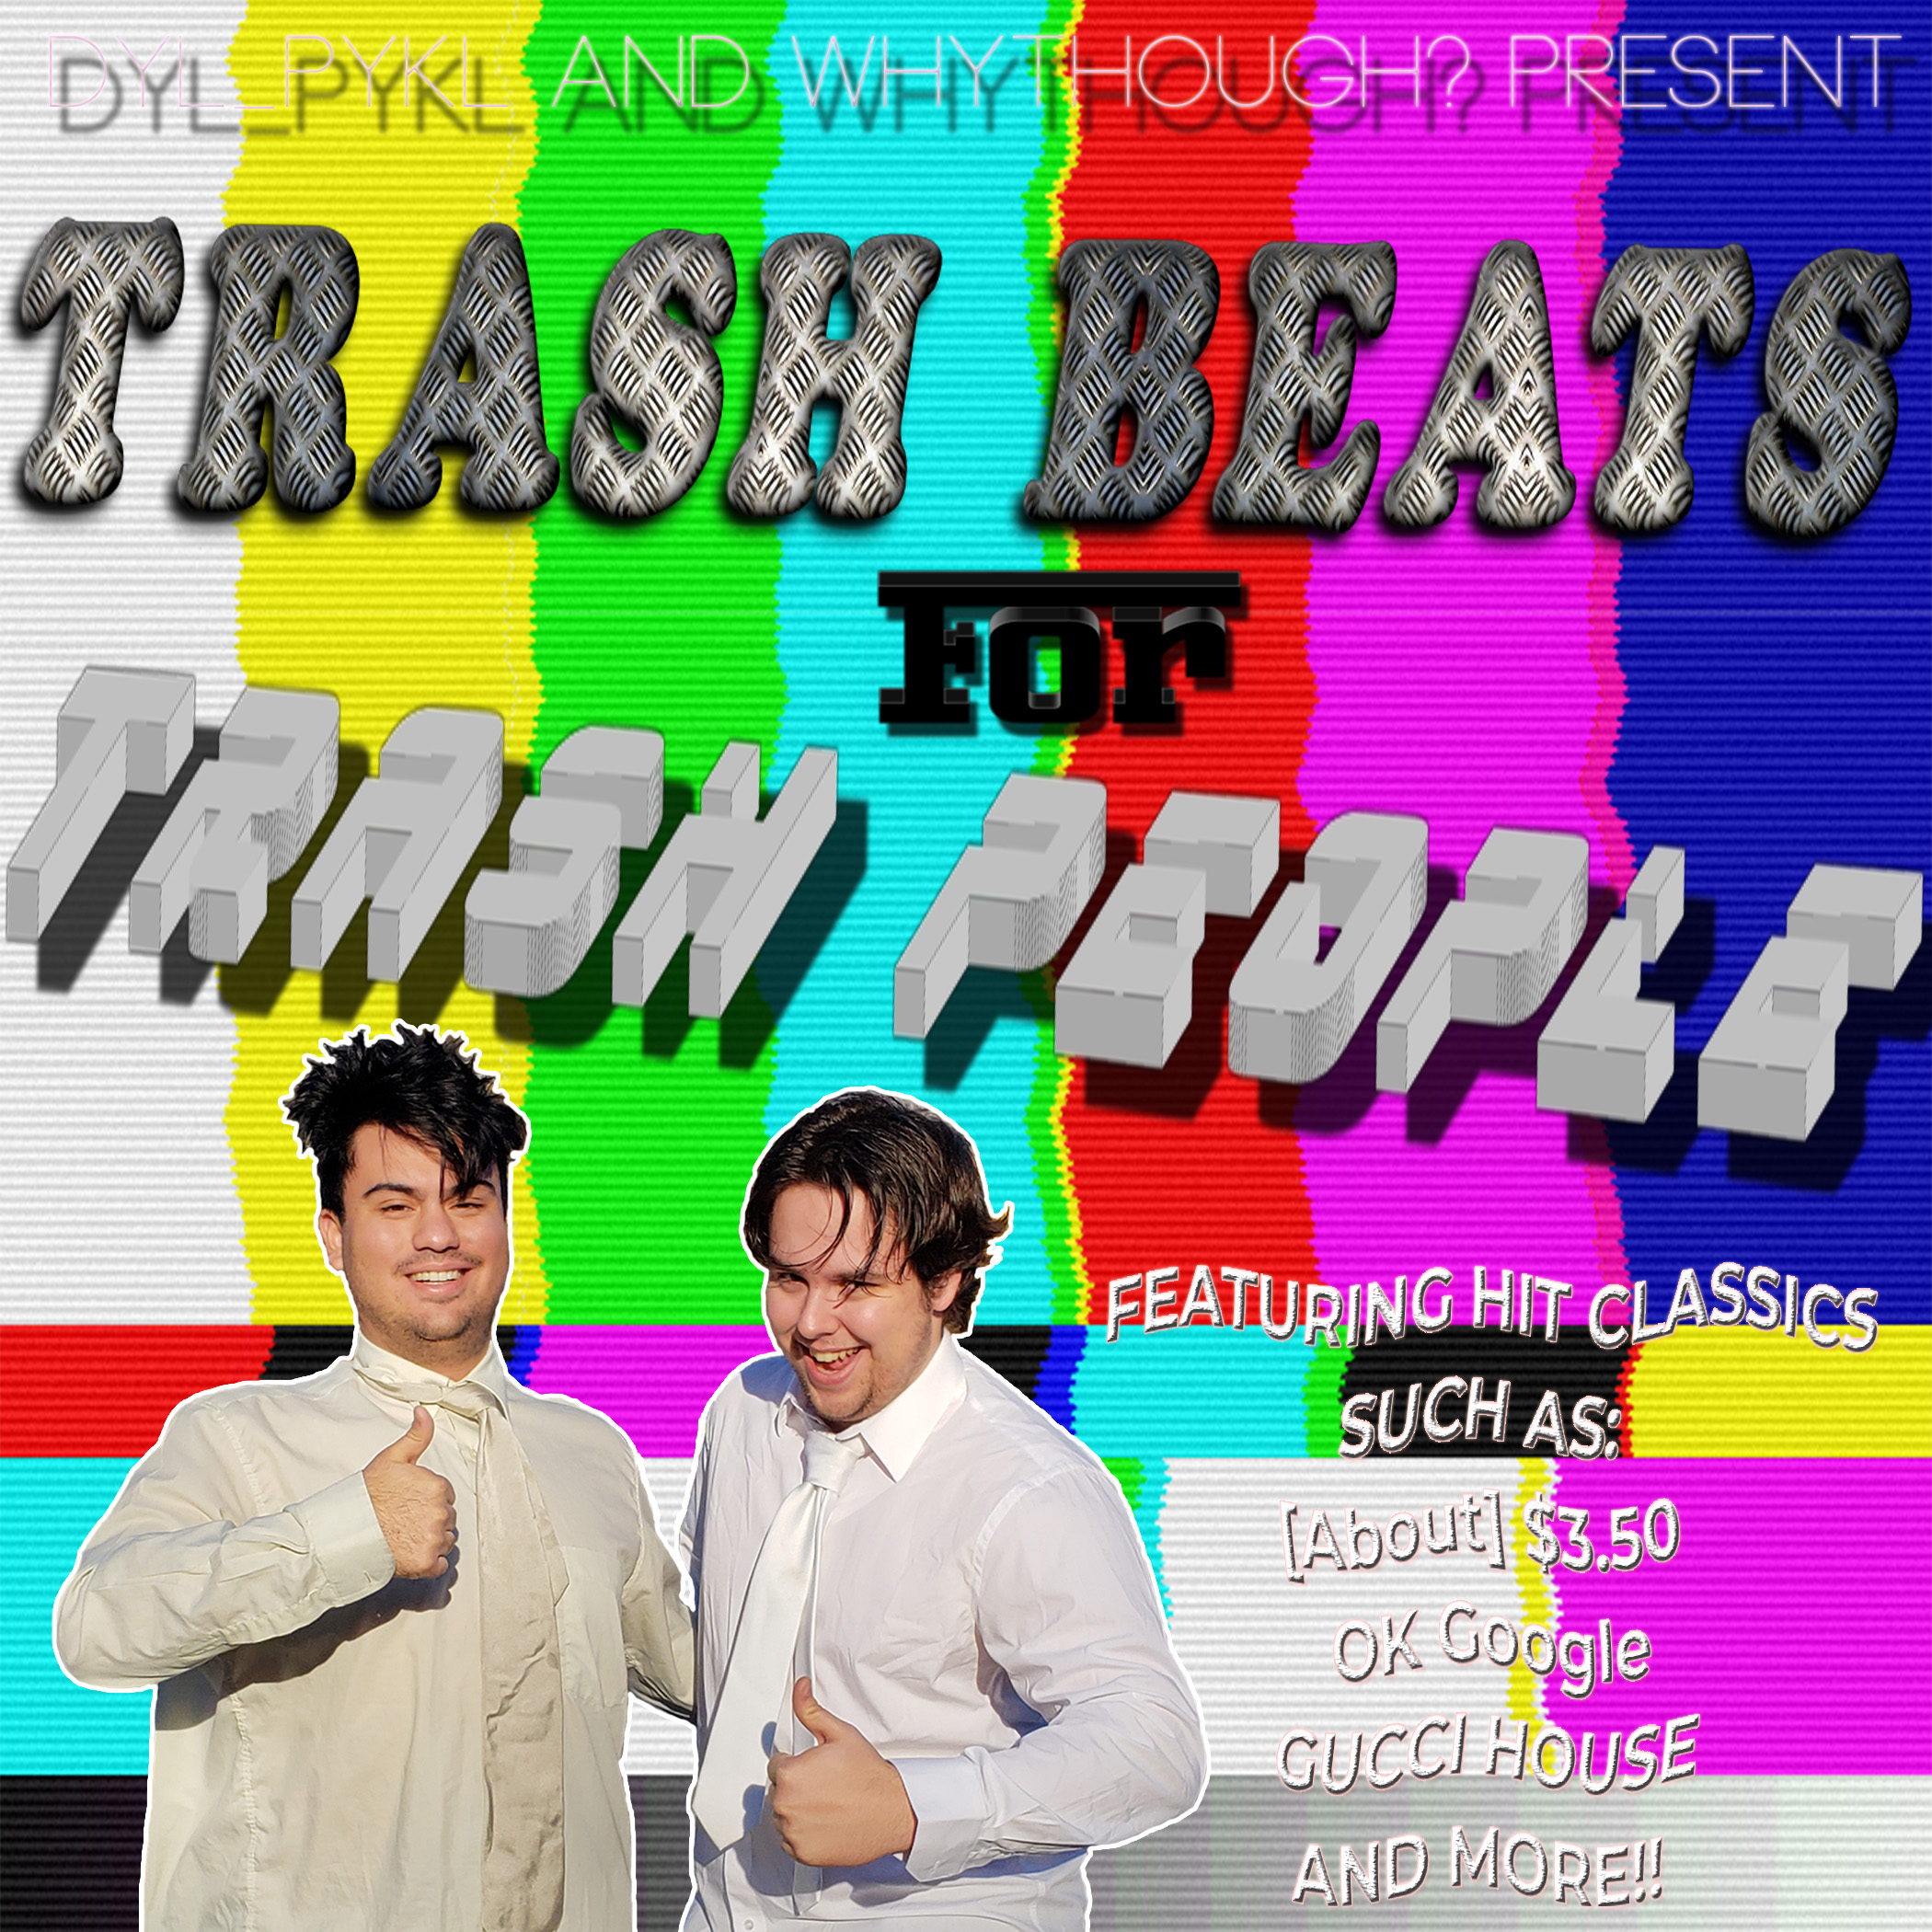 DYL_PYKL AND WHYTHOUGH? PRESENT
TRASH BEATS
For
TRASH PEOPLE
FEATURING HIT CLASSICS
SUCH AS:
[About] $3.50
OK Google
GUCCI HOUSE
AND MORE!!